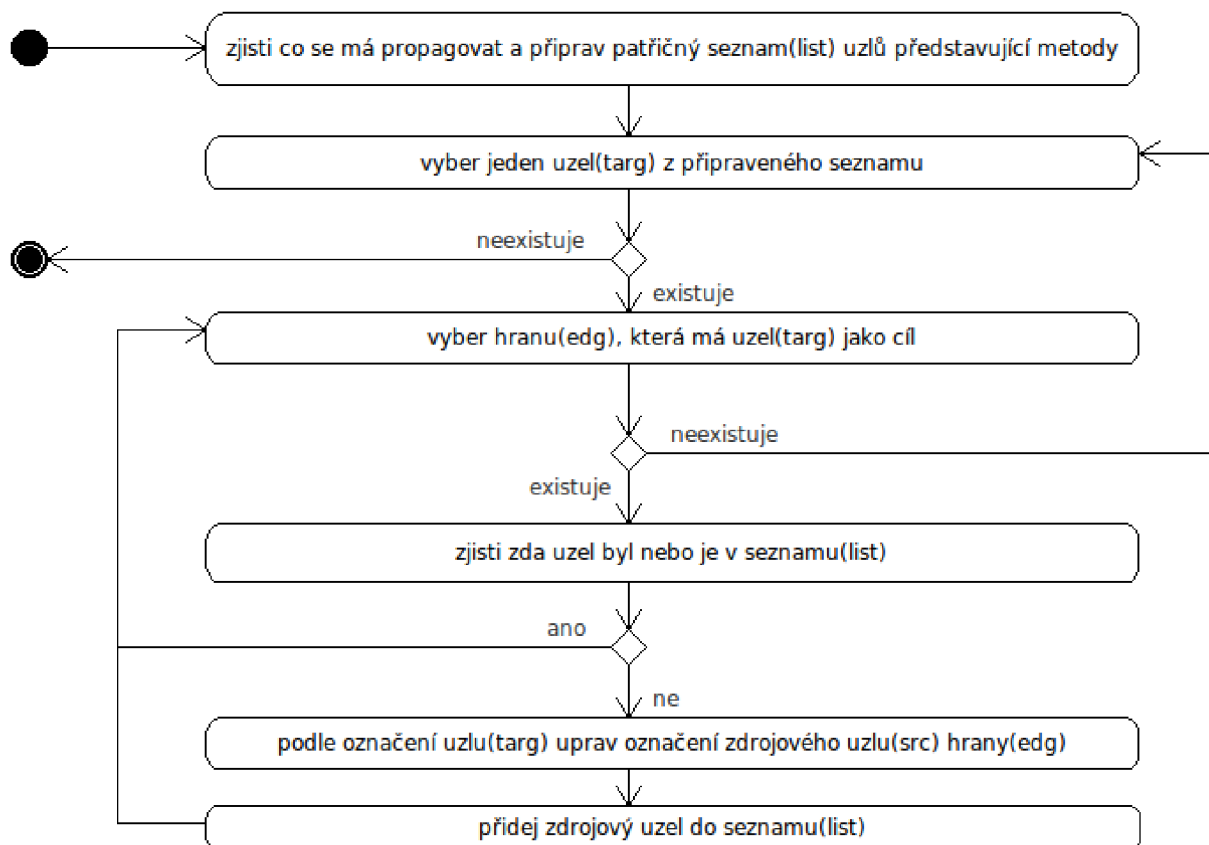 zjisti co se má propagovat a připrav patřičný seznam(list) uzlů představující metody
vyber jeden uzel(targ) z připraveného seznamu
neexistuje
existuje
vyber hranu(edg), která má uzel(targ) jako cíl
neexistuje
existuje
zjisti zda uzel byl nebo je v seznamu(list)
ano
ne
podle označení uzlu(targ) uprav označení zdrojového uzlu(src) hrany(edg)
přidej zdrojový uzel do seznamu(list)